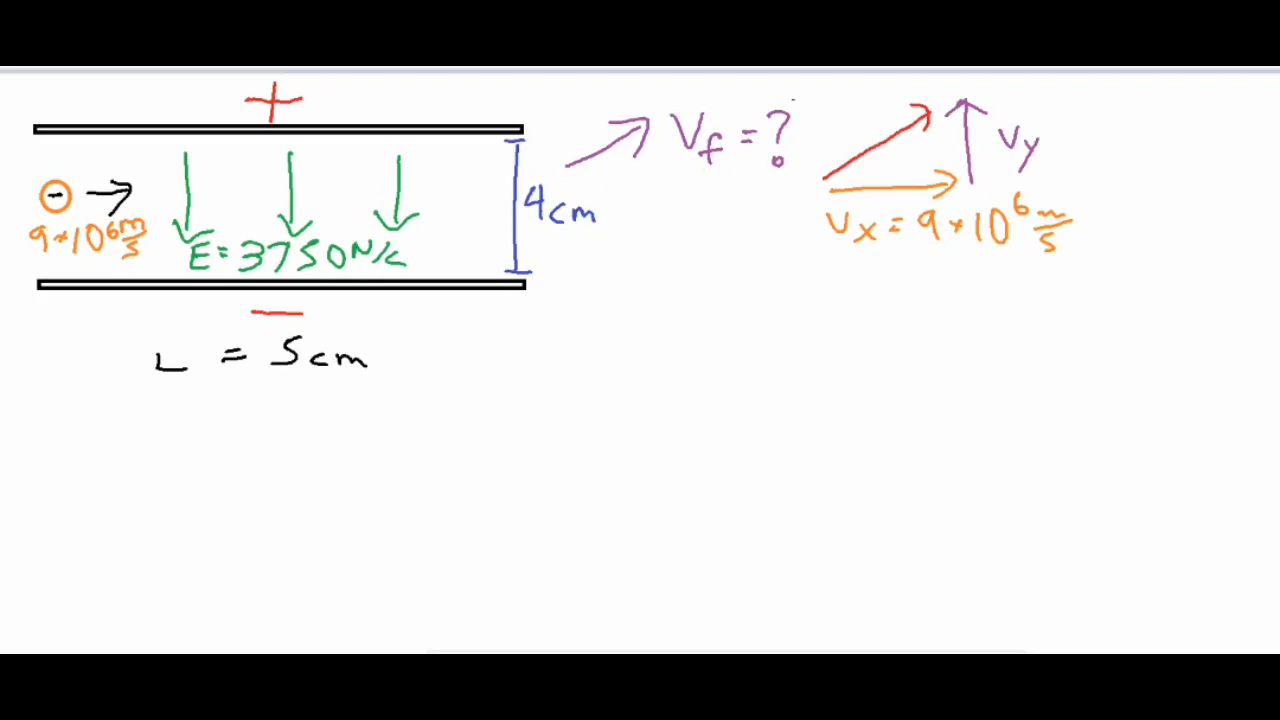 +
4cm
- →
9*10⁶ m/s
E = 3750 N/C
-
L = 5cm
Vf = ?
Vy
Vx = 9*10⁶ m/s